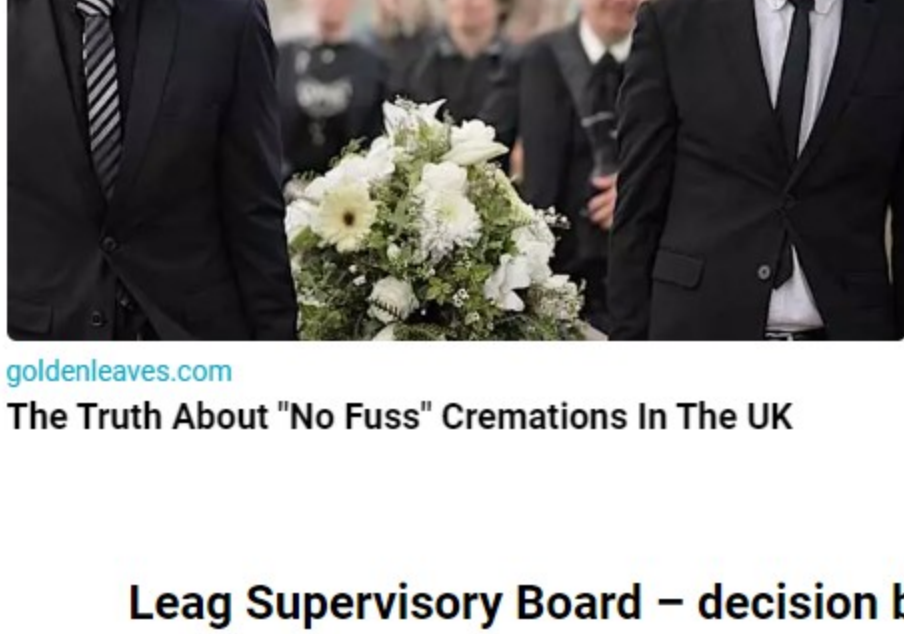 goldenleaves.com
The Truth About "No Fuss" Cremations In The UK
Leag Supervisory Board – decision